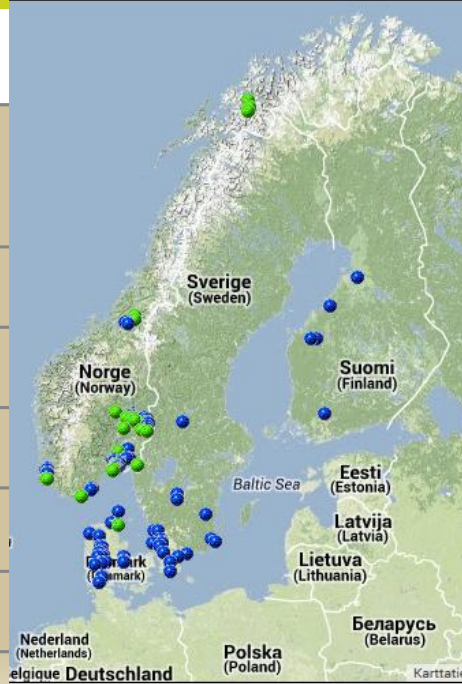 Sverige
(Sweden)
Norge
(Norway)
Suomi
(Finland)
Eesti
(Estonia)
Baltic Sea
Latvija
(Latvia)
Lietuva
(Lithuania)
Беларусь
(Belarus)
Nederland
(Netherlands)
Polska
(Poland)
Deutschland